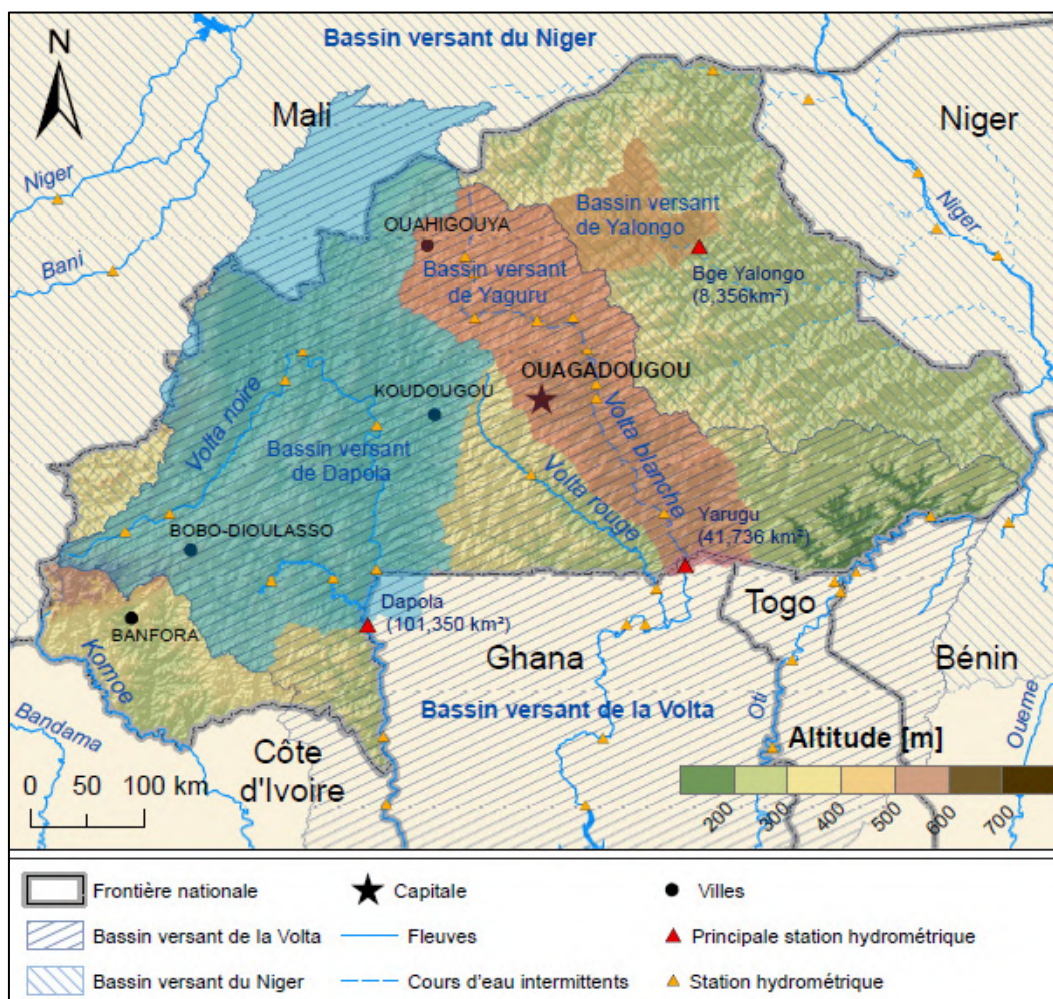 Bassin versant du Niger
N
Mali
Niger
Niger
Niger
Bani
Bassin versant
de Yalongo
OUAHIGOUYA
Bassin versant
de Yaguru
Bge Yalongo
(8,356km²)
OUAGADOUGOU
KOUDOUGOU
Volta noire
Volta blanche
Bassin versant
de Dapola
Volta rouge
Yarugu
(41,736 km²)
BOBO-DIOULASSO
Dapola
(101,350 km²)
Togo
BANFORA
Ghana
Bénin
Komoe
Bandama
Bassin versant de la Volta
Oti
Oueme
Côte
d'Ivoire
Altitude [m]
0 50 100 km
200 300 400 500 600 700
Frontière nationale
Capitale
Villes
Bassin versant de la Volta
Fleuves
Principale station hydrométrique
Bassin versant du Niger
Cours d'eau intermittents
Station hydrométrique